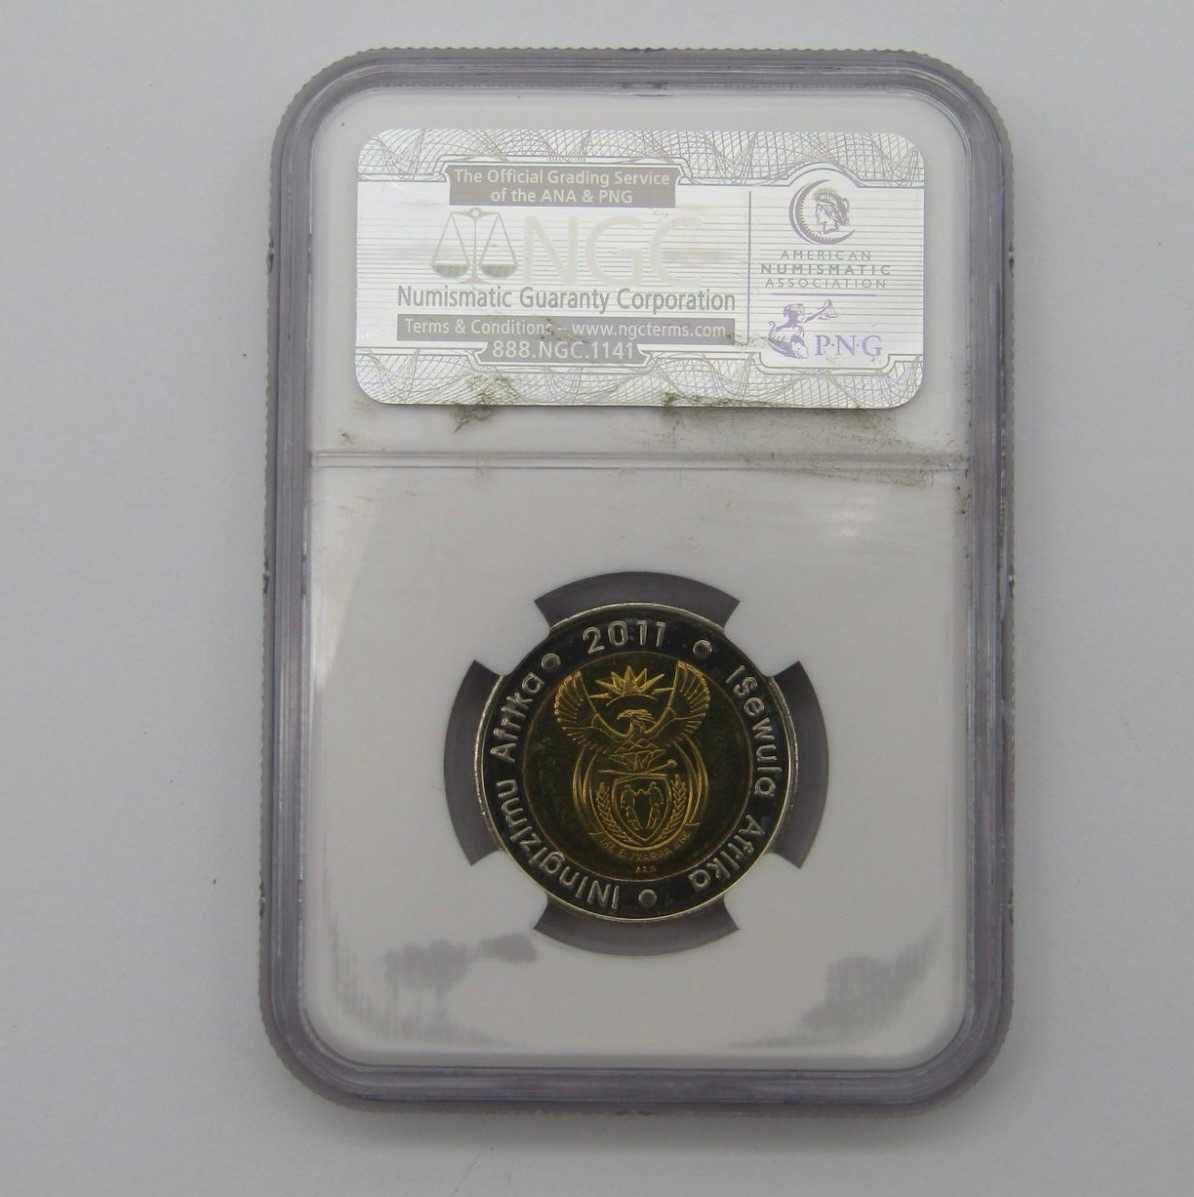 The Official Grading Service
of the ANA & PNG
NGC
Numismatic Guaranty Corporation
Terms & Conditions – www.ngcterms.com
888.NGC.1141
AMERICAN
NUMISMATIC
ASSOCIATION
P·N·G
2011 • Isewula Afrika • iNingizimu Afrika •